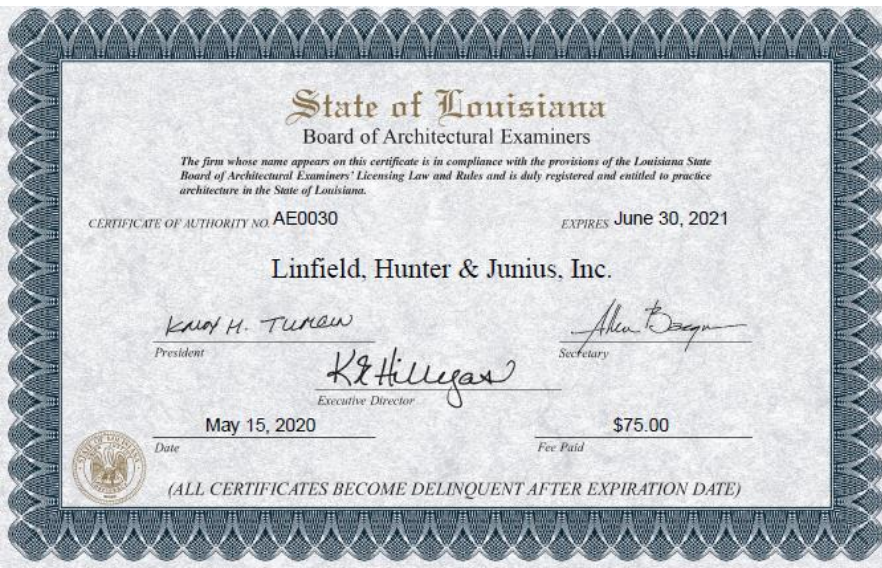 State of Louisiana
Board of Architectural Examiners
The firm whose name appears on this certificate is in compliance with the provisions of the Louisiana State
Board of Architectural Examiners' Licensing Law and Rules and is duly registered and entitled to practice
architecture in the State of Louisiana.
CERTIFICATE OF AUTHORITY NO. AE0030 EXPIRES June 30, 2021
Linfield, Hunter & Junius, Inc.
President Secretary
Executive Director
May 15, 2020 $75.00
Date Fee Paid
(ALL CERTIFICATES BECOME DELINQUENT AFTER EXPIRATION DATE)